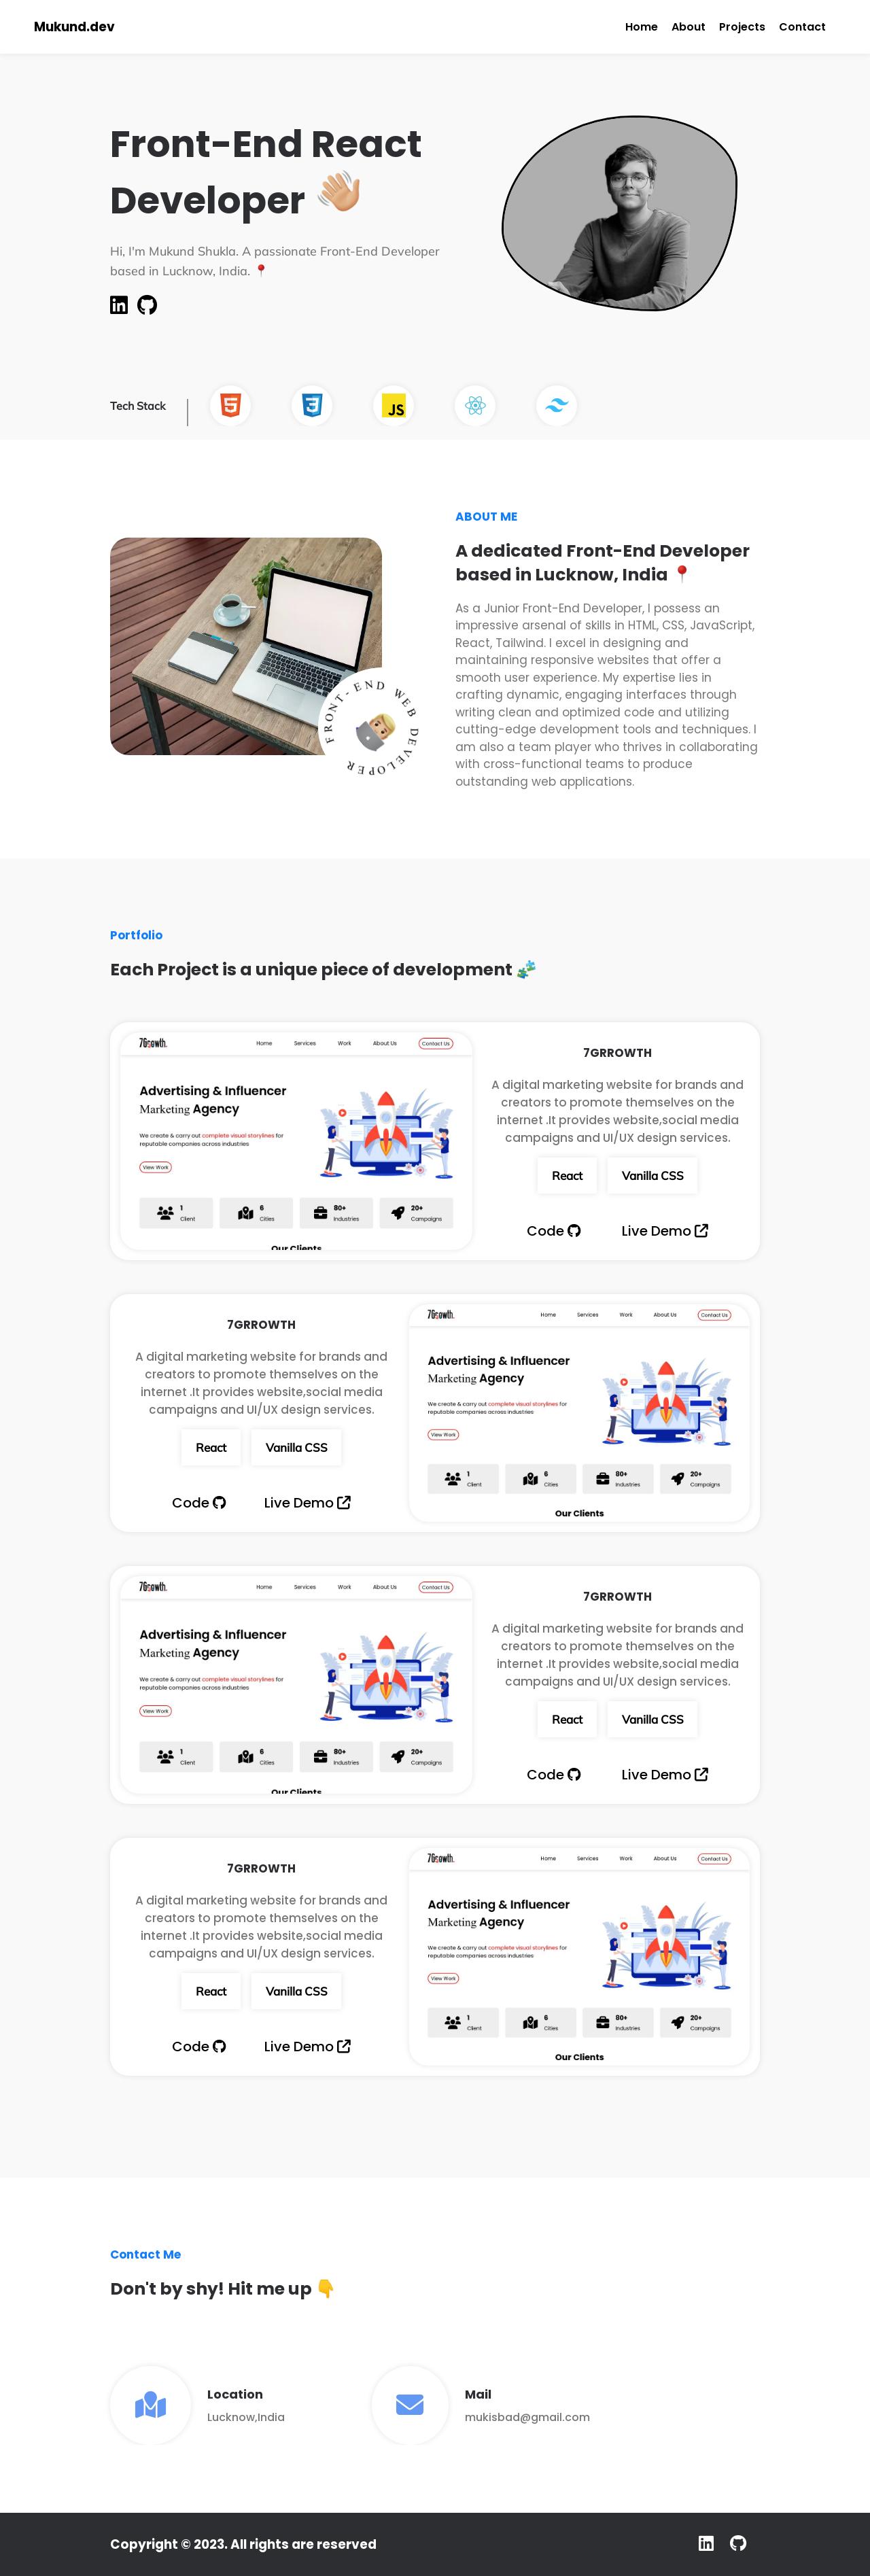 Mukund.dev
Home About Projects Contact
Front-End React
Developer 👋🏼
Hi, I'm Mukund Shukla. A passionate Front-End Developer
based in Lucknow, India. 📍
Tech Stack
5
3
JS
ABOUT ME
A dedicated Front-End Developer
based in Lucknow, India 📍
As a Junior Front-End Developer, I possess an
impressive arsenal of skills in HTML, CSS, JavaScript,
React, Tailwind. I excel in designing and
maintaining responsive websites that offer a
smooth user experience. My expertise lies in
crafting dynamic, engaging interfaces through
writing clean and optimized code and utilizing
cutting-edge development tools and techniques. I
am also a team player who thrives in collaborating
with cross-functional teams to produce
outstanding web applications.
FRONT-END WEB DEVELOPER
Portfolio
Each Project is a unique piece of development 🧩
7Growth.
Home Services Work About Us Contact Us
Advertising & Influencer
Marketing Agency
We create & carry out complete visual storylines for
reputable companies across industries
View Work
1 Client
6 Cities
80+ Industries
20+ Campaigns
Our Clients
7GRROWTH
A digital marketing website for brands and
creators to promote themselves on the
internet .It provides website,social media
campaigns and UI/UX design services.
React Vanilla CSS
Code Live Demo
7GRROWTH
A digital marketing website for brands and
creators to promote themselves on the
internet .It provides website,social media
campaigns and UI/UX design services.
React Vanilla CSS
Code Live Demo
7Growth.
Home Services Work About Us Contact Us
Advertising & Influencer
Marketing Agency
We create & carry out complete visual storylines for
reputable companies across industries
View Work
1 Client
6 Cities
80+ Industries
20+ Campaigns
Our Clients
7Growth.
Home Services Work About Us Contact Us
Advertising & Influencer
Marketing Agency
We create & carry out complete visual storylines for
reputable companies across industries
View Work
1 Client
6 Cities
80+ Industries
20+ Campaigns
Our Clients
7GRROWTH
A digital marketing website for brands and
creators to promote themselves on the
internet .It provides website,social media
campaigns and UI/UX design services.
React Vanilla CSS
Code Live Demo
7GRROWTH
A digital marketing website for brands and
creators to promote themselves on the
internet .It provides website,social media
campaigns and UI/UX design services.
React Vanilla CSS
Code Live Demo
7Growth.
Home Services Work About Us Contact Us
Advertising & Influencer
Marketing Agency
We create & carry out complete visual storylines for
reputable companies across industries
View Work
1 Client
6 Cities
80+ Industries
20+ Campaigns
Our Clients
Contact Me
Don't by shy! Hit me up 👇
Location
Lucknow,India
Mail
mukisbad@gmail.com
Copyright © 2023. All rights are reserved